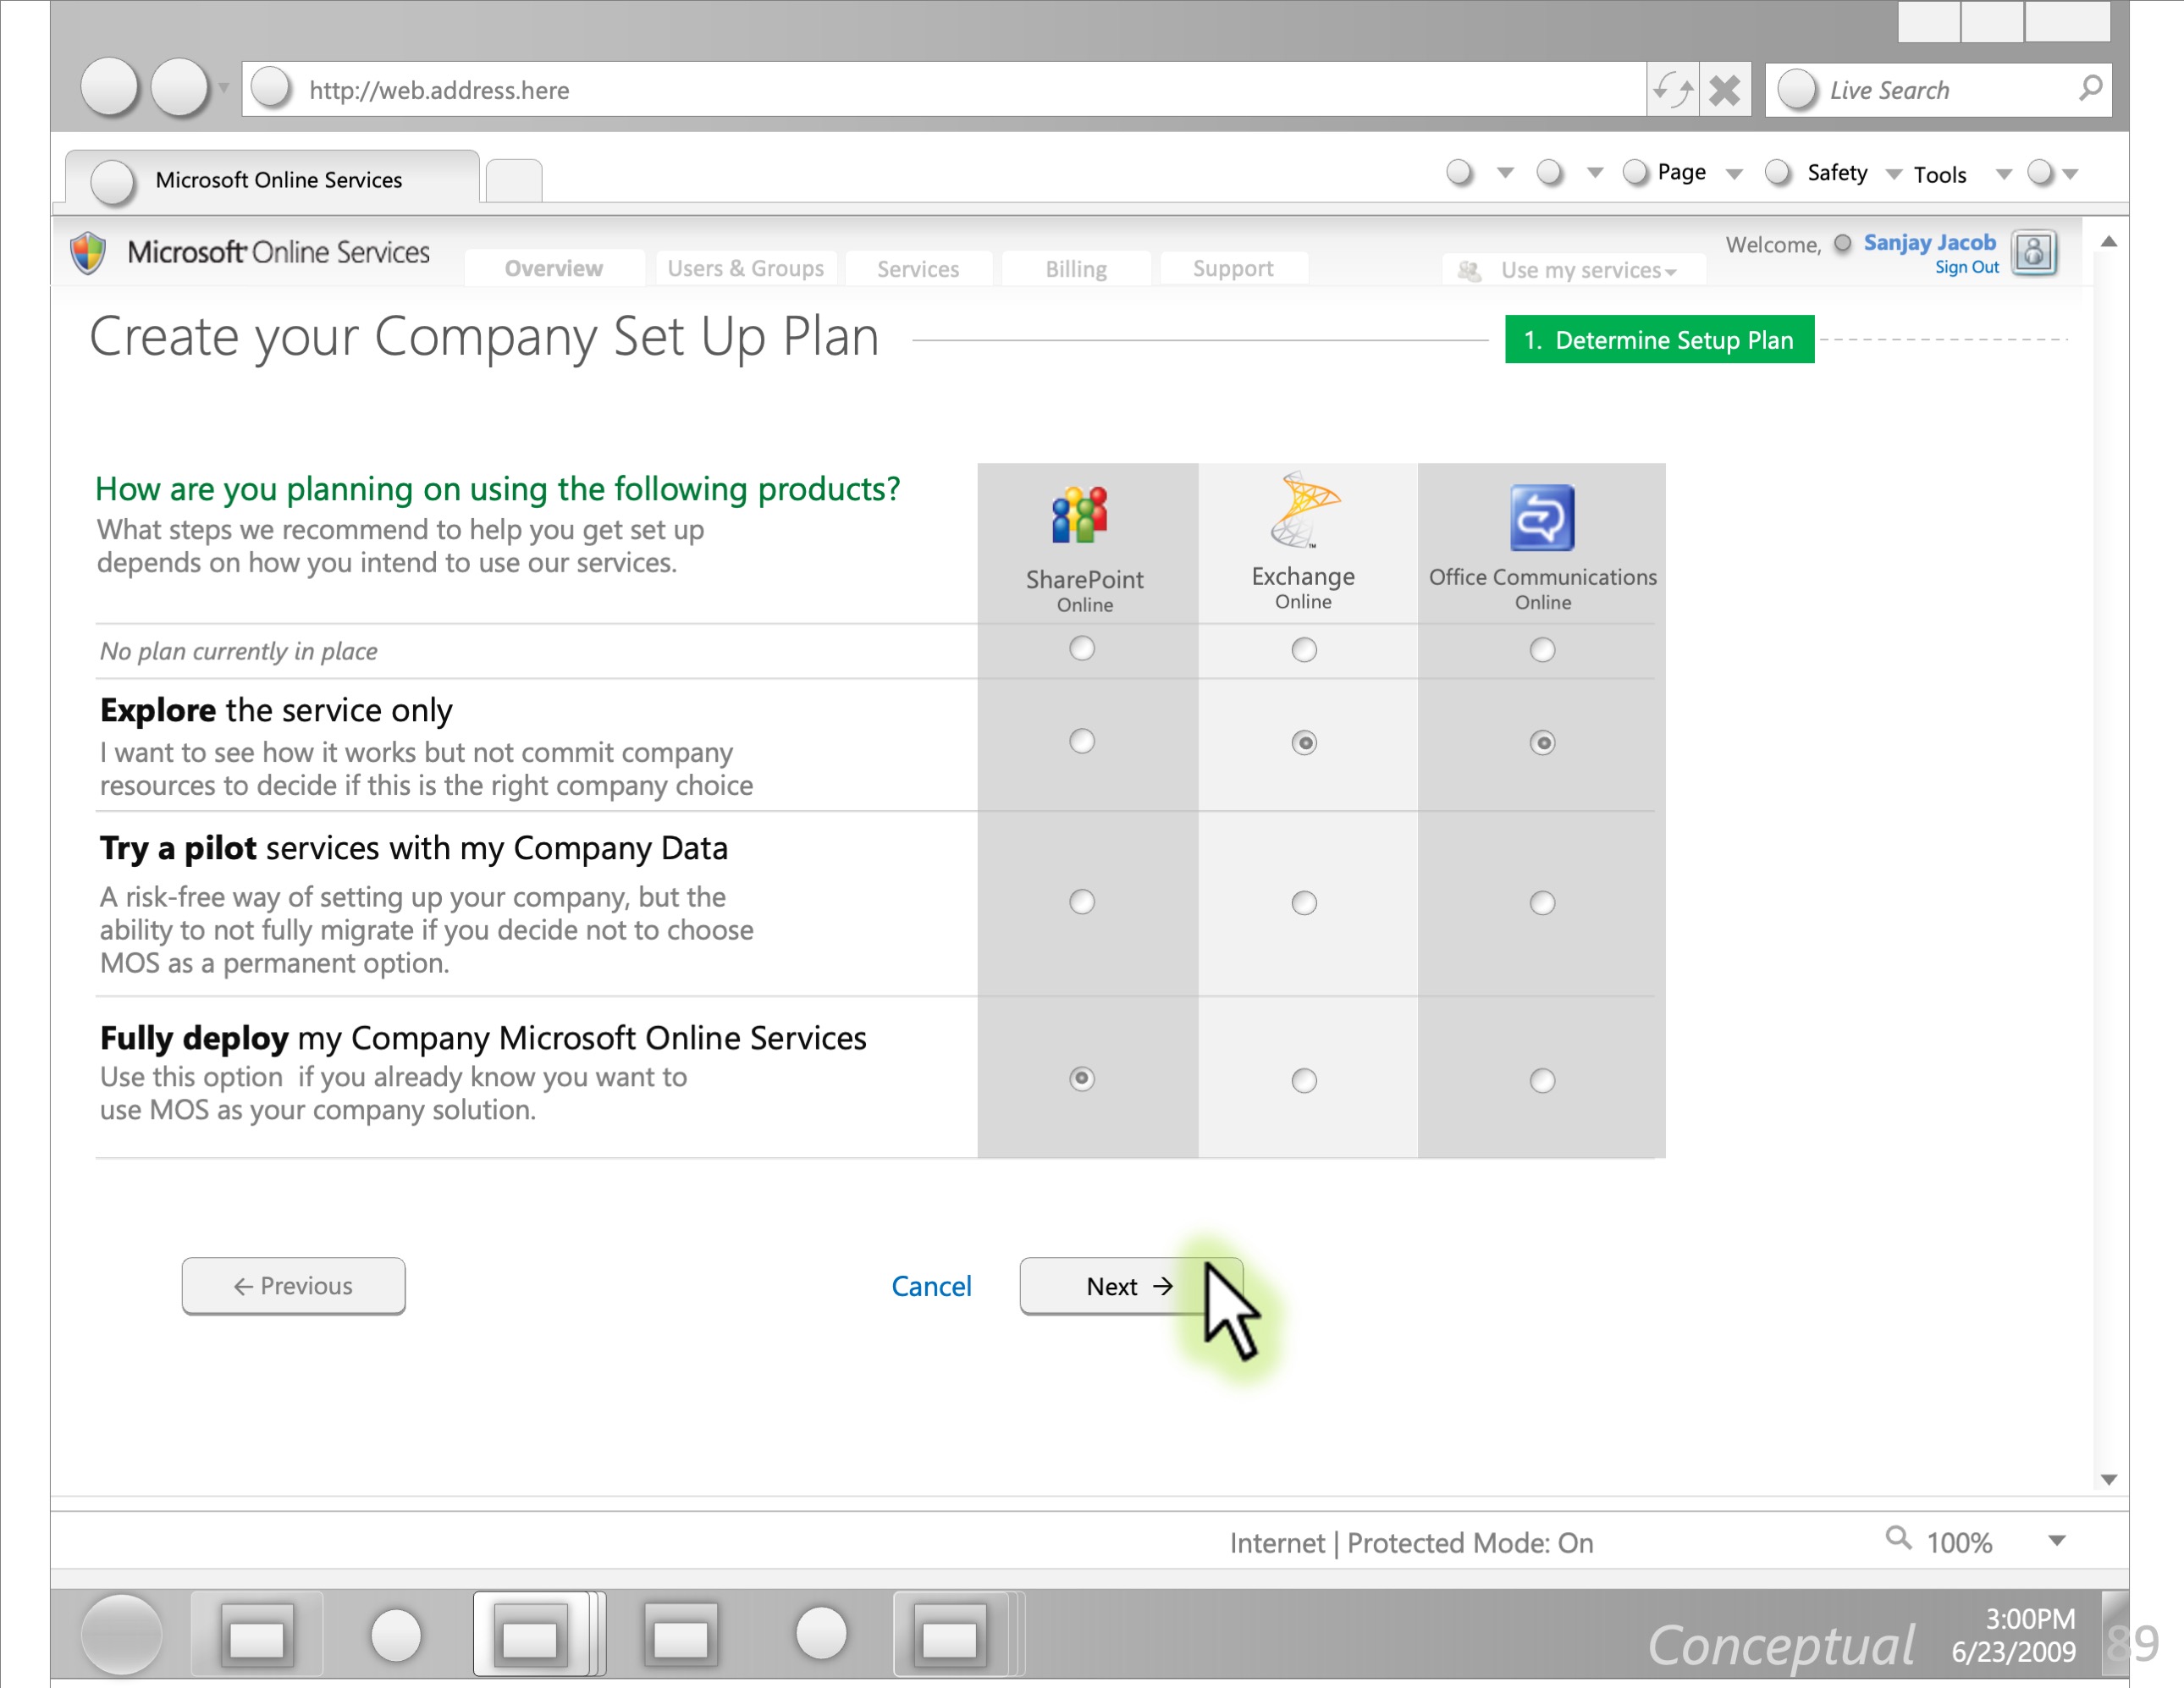 http://web.address.here
Live Search
Microsoft Online Services
Page
Safety
Tools
Microsoft Online Services
Overview
Users & Groups
Services
Billing
Support
Use my services
Welcome,
Sanjay Jacob
Sign Out
Create your Company Set Up Plan
1. Determine Setup Plan
How are you planning on using the following products?
What steps we recommend to help you get set up
depends on how you intend to use our services.
SharePoint
Online
Exchange
Online
Office Communications
Online
No plan currently in place
Explore the service only
I want to see how it works but not commit company
resources to decide if this is the right company choice
Try a pilot services with my Company Data
A risk-free way of setting up your company, but the
ability to not fully migrate if you decide not to choose
MOS as a permanent option.
Fully deploy my Company Microsoft Online Services
Use this option  if you already know you want to
use MOS as your company solution.
← Previous
Cancel
Next →
Internet | Protected Mode: On
100%
Conceptual
3:00PM
6/23/2009
89